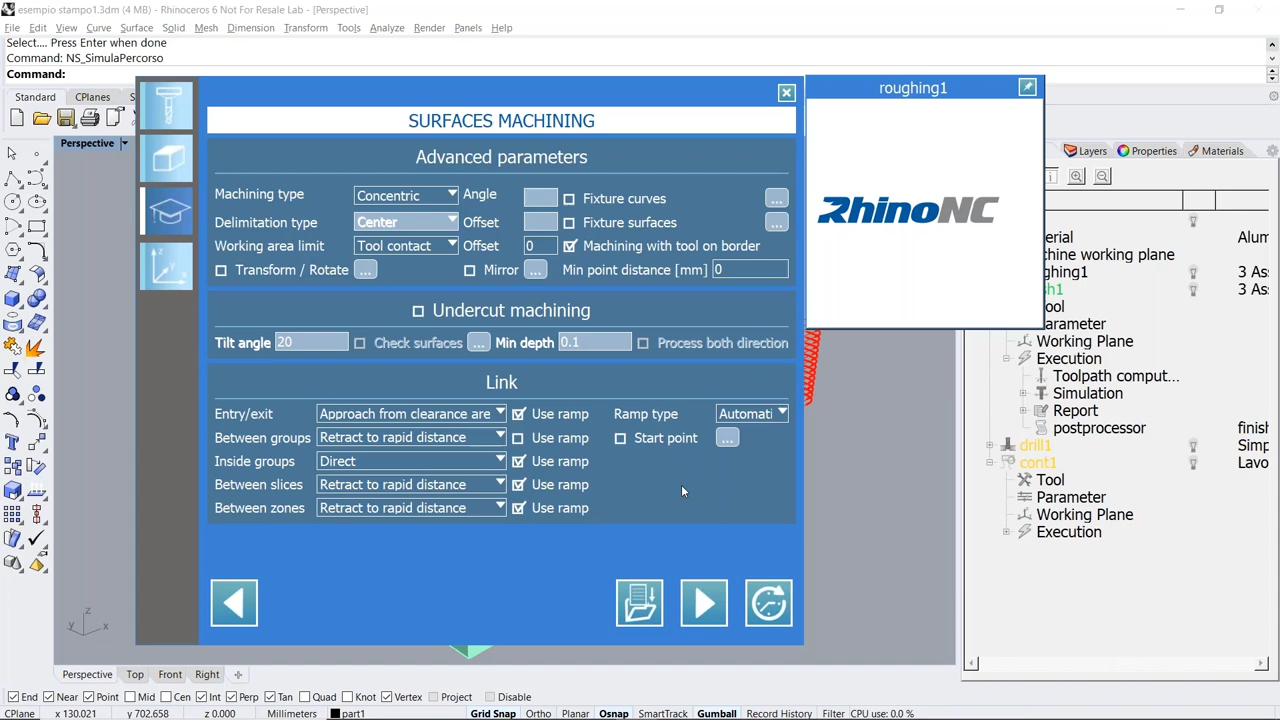 esempio stampo1.3dm (4 MB) - Rhinoceros 6 Not For Resale Lab - [Perspective]
File Edit View Curve Surface Solid Mesh Dimension Transform Tools Analyze Render Panels Help
Select.... Press Enter when done
Command: NS_SimulaPercorso
Command:
Standard CPlanes
Perspective
SURFACES MACHINING
Advanced parameters
Machining type Concentric Angle Fixture curves ...
Delimitation type Center Offset Fixture surfaces ...
Working area limit Tool contact Offset 0 Machining with tool on border
Transform / Rotate ... Mirror ... Min point distance [mm] 0
Undercut machining
Tilt angle 20 Check surfaces ... Min depth 0.1 Process both direction
Link
Entry/exit Approach from clearance are Use ramp Ramp type Automati
Between groups Retract to rapid distance Use ramp Start point ...
Inside groups Direct Use ramp
Between slices Retract to rapid distance Use ramp
Between zones Retract to rapid distance Use ramp
roughing1
RhinoNC
Layers Properties Materials
Alum
chine working plane
3 As
3 As
Working Plane
Execution
Toolpath comput...
Simulation
Report
postprocessor finish
drill1 Simp
cont1 Lavo
Tool
Parameter
Working Plane
Execution
z
y x
Perspective Top Front Right
End Near Point Mid Cen Int Perp Tan Quad Knot Vertex Project Disable
CPlane x 130.021 y 702.658 z 0.000 Millimeters part1 Grid Snap Ortho Planar Osnap SmartTrack Gumball Record History Filter CPU use: 0.0 %